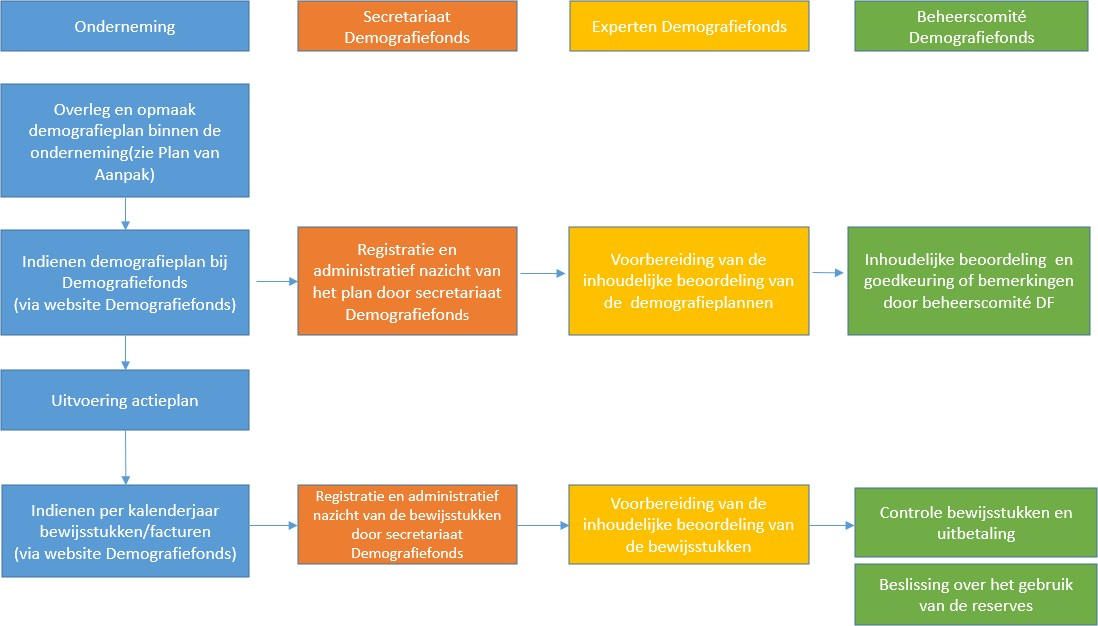 Onderneming
Secretariaat
Demografiefonds
Experten Demografiefonds
Beheerscomité
Demografiefonds
Overleg en opmaak
demografieplan binnen de
onderneming(zie Plan van
Aanpak)
Indienen demografieplan bij
Demografiefonds
(via website Demografiefonds)
Registratie en
administratief nazicht van
het plan door secretariaat
Demografiefonds
Voorbereiding van de
inhoudelijke beoordeling van
de demografieplannen
Inhoudelijke beoordeling en
goedkeuring of bemerkingen
door beheerscomité DF
Uitvoering actieplan
Indienen per kalenderjaar
bewijsstukken/facturen
(via website Demografiefonds)
Registratie en administratief
nazicht van de bewijsstukken
door secretariaat
Demografiefonds
Voorbereiding van de
inhoudelijke beoordeling van
de bewijsstukken
Controle bewijsstukken en
uitbetaling
Beslissing over het gebruik
van de reserves